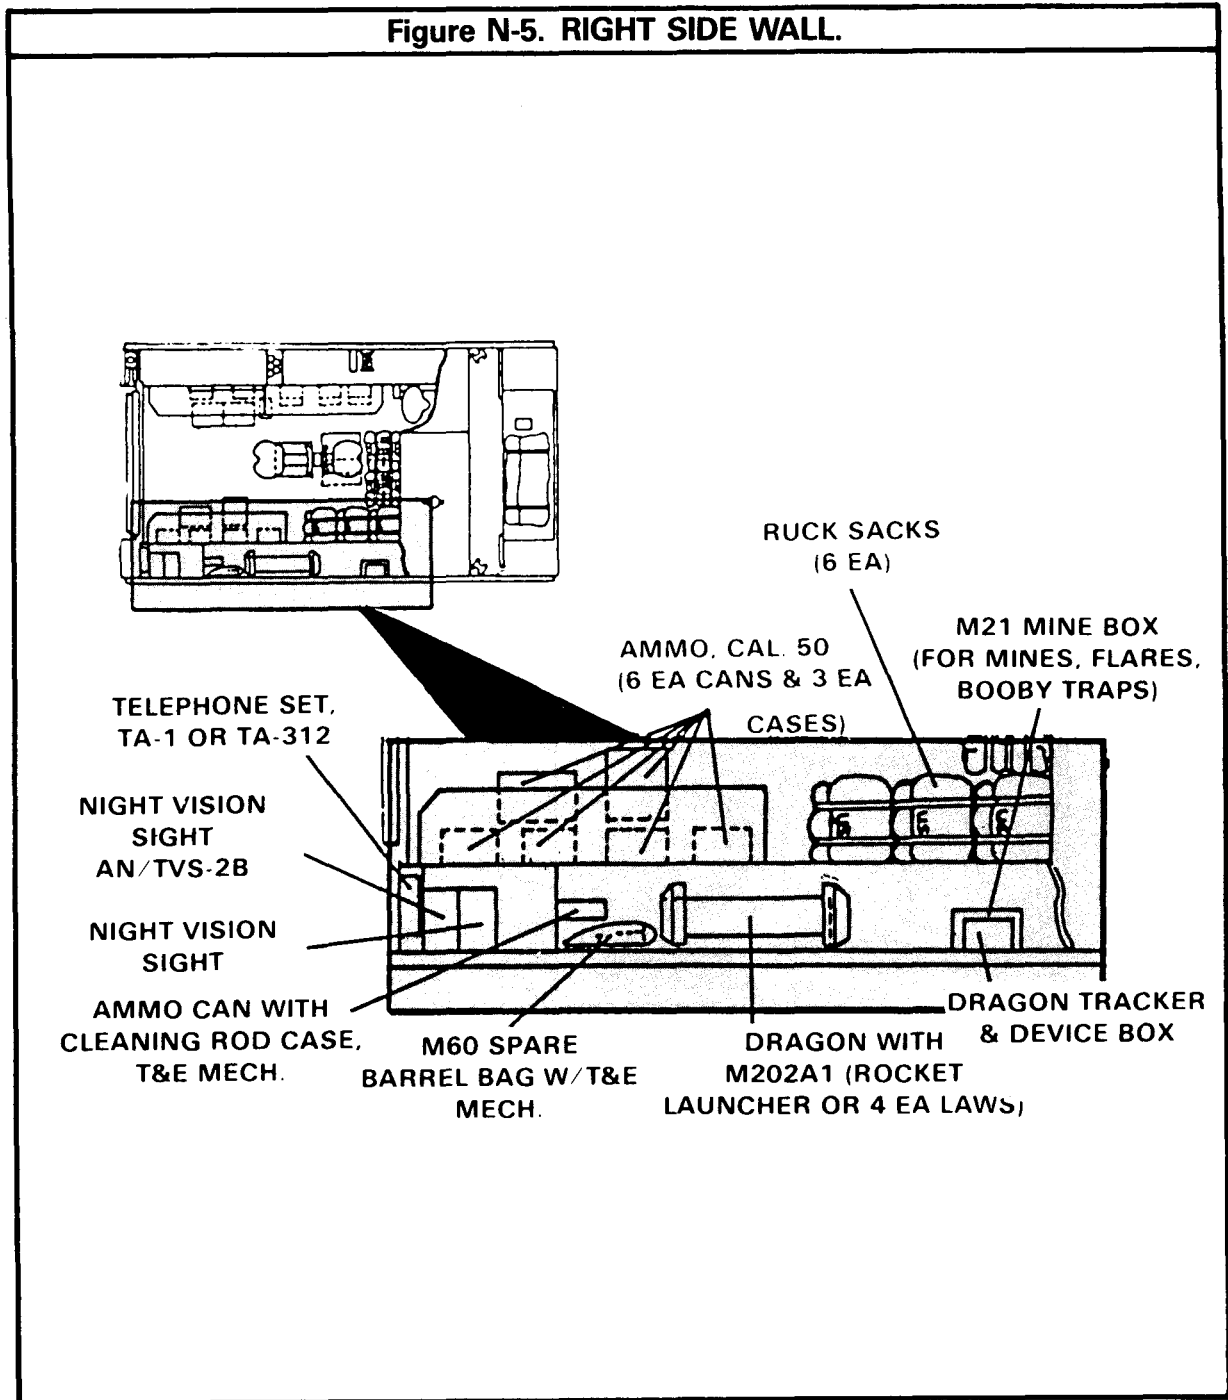 Figure N-5. RIGHT SIDE WALL.
RUCK SACKS
(6 EA)
M21 MINE BOX
(FOR MINES, FLARES,
BOOBY TRAPS)
AMMO, CAL. 50
(6 EA CANS & 3 EA
CASES)
TELEPHONE SET,
TA-1 OR TA-312
NIGHT VISION
SIGHT
AN/TVS-2B
NIGHT VISION
SIGHT
US US US
AMMO CAN WITH
CLEANING ROD CASE,
T&E MECH.
M60 SPARE
BARREL BAG W/T&E
MECH.
DRAGON WITH
M202A1 (ROCKET
LAUNCHER OR 4 EA LAWS)
DRAGON TRACKER
& DEVICE BOX